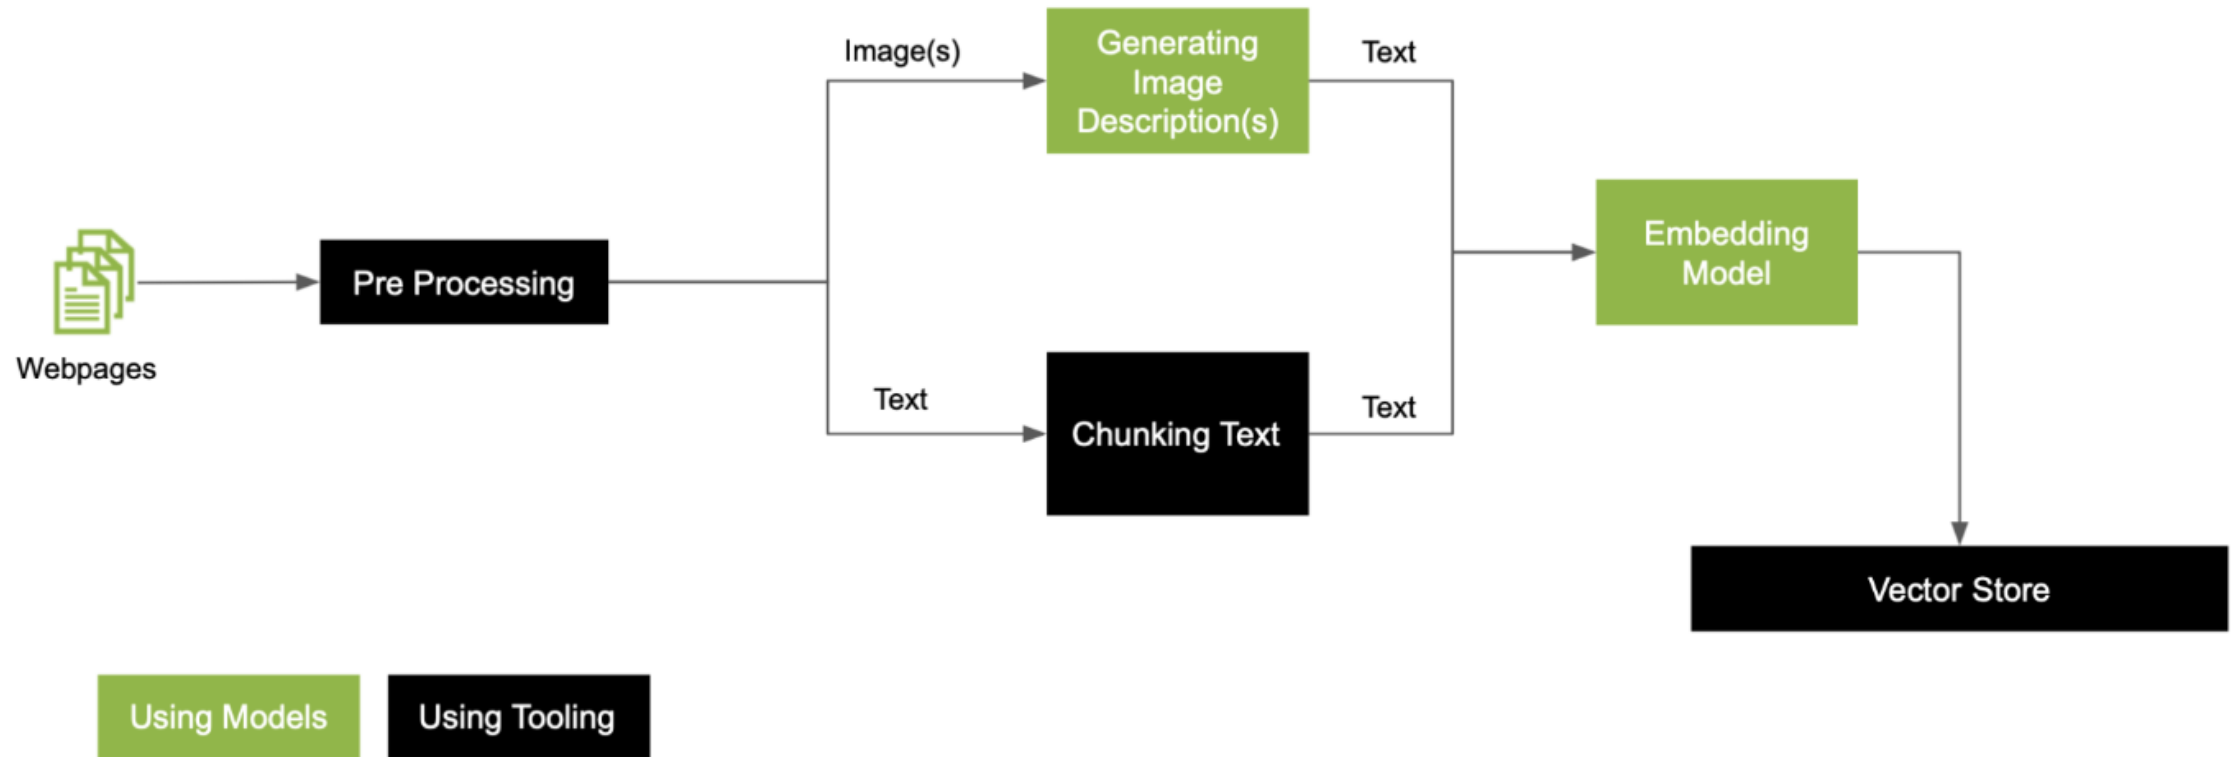 Webpages
Pre Processing
Image(s)
Generating
Image
Description(s)
Text
Text
Chunking Text
Text
Embedding
Model
Vector Store
Using Models
Using Tooling